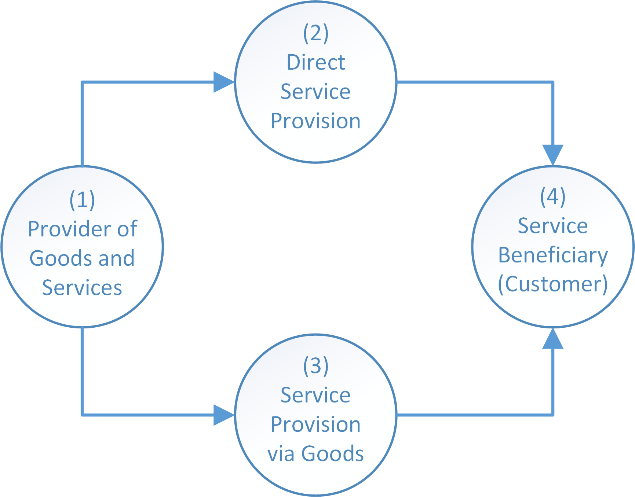 (1)
Provider of
Goods and
Services
(2)
Direct
Service
Provision
(3)
Service
Provision
via Goods
(4)
Service
Beneficiary
(Customer)